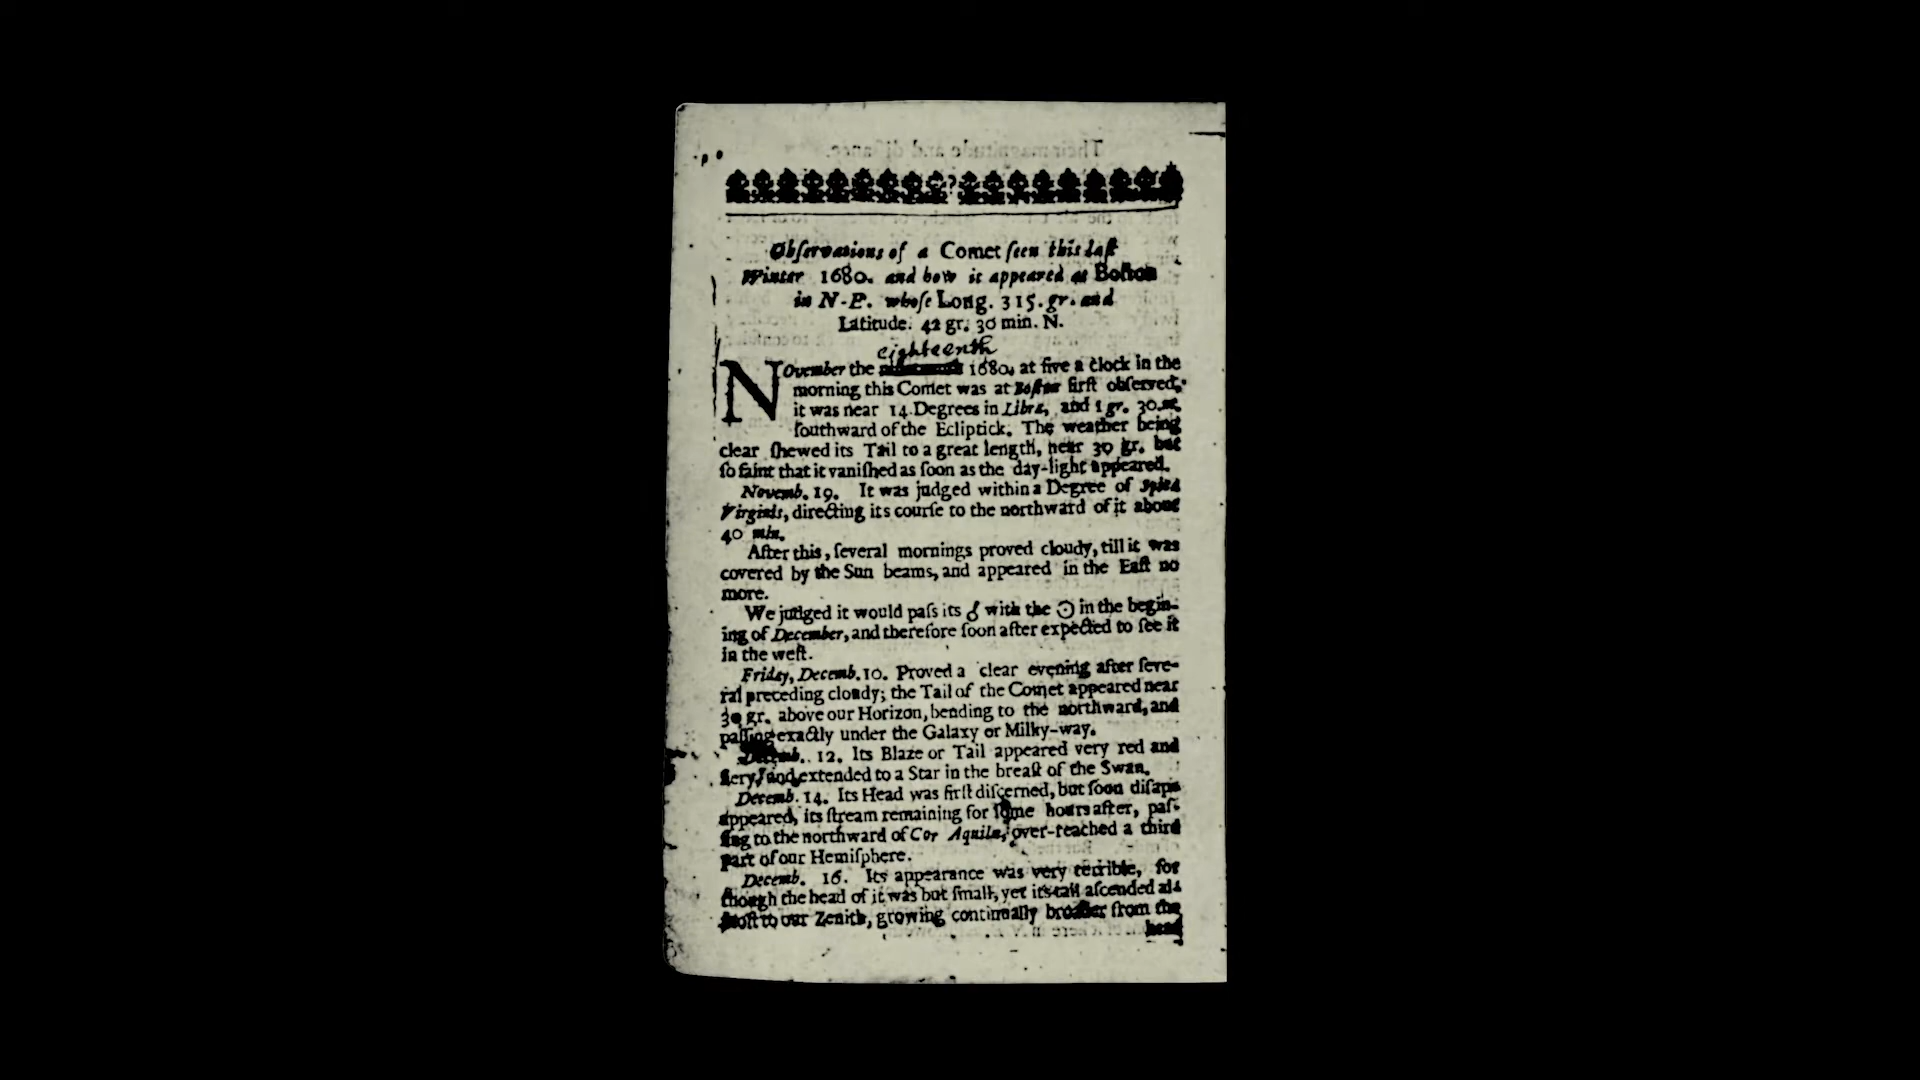 Observations of a Comet ſeen this laſt
Winter 1680. and how it appeared at Boſton
in N-E. whoſe Long. 315. gr. and
Latitude. 42 gr. 30 min. N.
eighteenth
NOvember the 1680. at five a clock in the
morning this Comet was at Boſton firſt obſerved,
it was near 14 Degrees in Libra, and 1 gr. 30 m.
ſouthward of the Ecliptick. The weather being
clear ſhewed its Tail to a great length, near 30 gr. but
ſo faint that it vaniſhed as ſoon as the day-light appeared.
Novemb. 19. It was judged within a Degree of Spica
Virginis, directing its courſe to the northward of it about
40 min.
After this, ſeveral mornings proved cloudy, till it was
covered by the Sun beams, and appeared in the Eaſt no
more.
We judged it would paſs its ☌ with the ☉ in the begin-
ing of December, and therefore ſoon after expected to ſee it
in the weſt.
Friday, Decemb. 10. Proved a clear evening after ſeve-
ral preceding cloudy; the Tail of the Comet appeared near
30 gr. above our Horizon, bending to the northward, and
paſſing exactly under the Galaxy or Milky-way.
Decemb. 12. Its Blaze or Tail appeared very red and
fiery, and extended to a Star in the breaſt of the Swan.
Decemb. 14. Its Head was firſt diſcerned, but ſoon diſap-
appeared, its ſtream remaining for ſome hours after, paſ-
ſing to the northward of Cor Aquilæ, over-reached a third
part of our Hemiſphere.
Decemb. 16. Its appearance was very terrible, for
though the head of it was but ſmall, yet its tail aſcended al-
moſt to our Zenith, growing continually broader from the
head